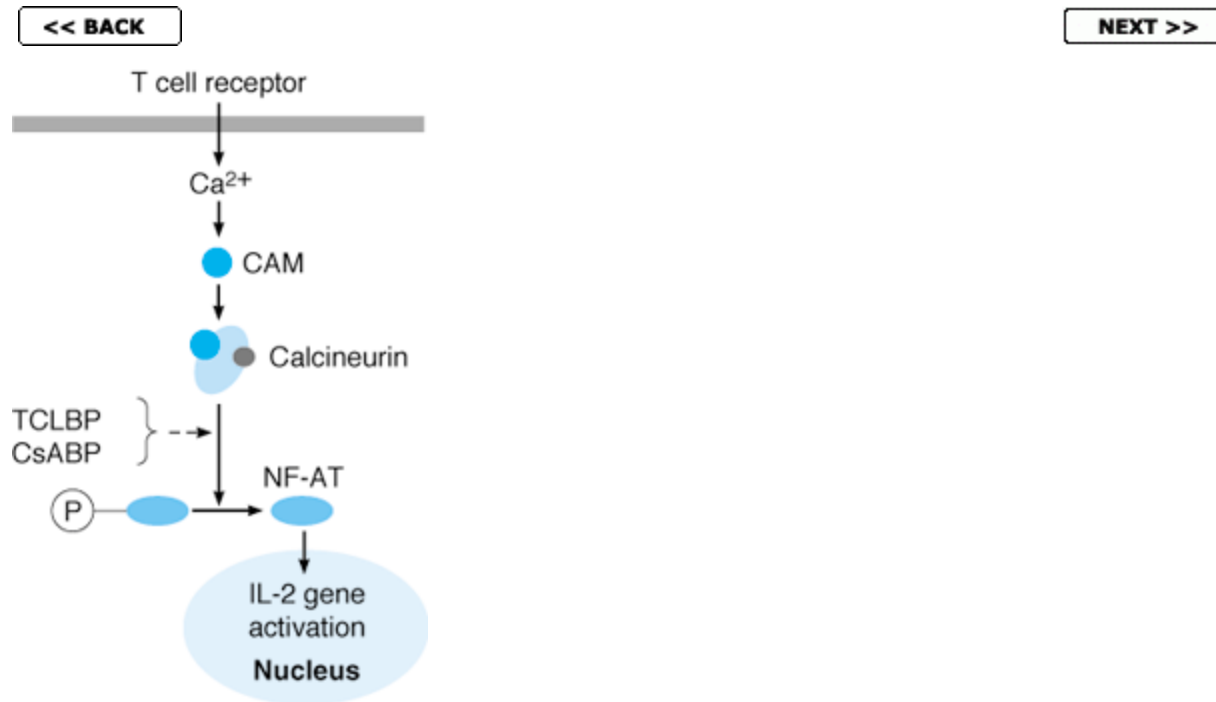 << BACK
NEXT >>
T cell receptor
Ca²⁺
CAM
Calcineurin
TCLBP
CsABP
NF-AT
P
IL-2 gene
activation
Nucleus